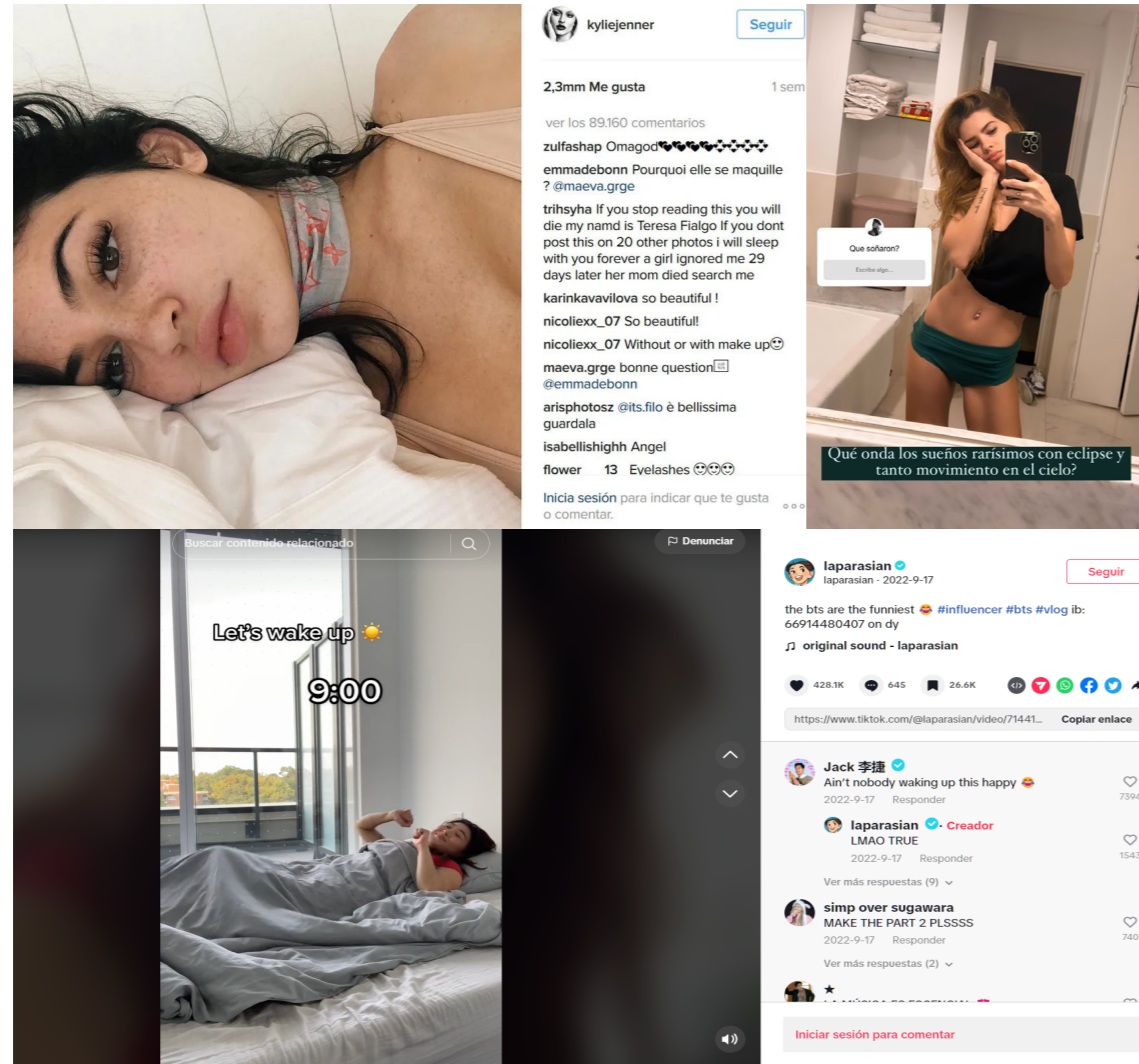 kyliejenner
Seguir
2,3mm Me gusta
1 sem
ver los 89.160 comentarios
zulfashap Omagod
emmadebonn Pourquoi elle se maquille
? @maeva.grge
trihsyha If you stop reading this you will
die my namd is Teresa Fialgo If you dont
post this on 20 other photos i will sleep
with you forever a girl ignored me 29
days later her mom died search me
karinkavavilova so beautiful !
nicoliexx_07 So beautiful!
nicoliexx_07 Without or with make up
maeva.grge bonne question
@emmadebonn
arisphotosz @its.filo è bellissima
guardala
isabellishighh Angel
flower 13 Eyelashes
Inicia sesión para indicar que te gusta
o comentar.
Que soñaron?
Escribe algo...
Qué onda los sueños rarísimos con eclipse y
tanto movimiento en el cielo?
Buscar contenido relacionado
Denunciar
Let's wake up
9:00
laparasian
laparasian · 2022-9-17
Seguir
the bts are the funniest 😂 #influencer #bts #vlog ib:
66914480407 on dy
original sound - laparasian
428.1K
645
26.6K
https://www.tiktok.com/@laparasian/video/71441...
Copiar enlace
Jack 李捷
Ain't nobody waking up this happy 😂
2022-9-17 Responder
7394
laparasian · Creador
LMAO TRUE
2022-9-17 Responder
1543
Ver más respuestas (9)
simp over sugawara
MAKE THE PART 2 PLSSSS
2022-9-17 Responder
740
Ver más respuestas (2)
Iniciar sesión para comentar